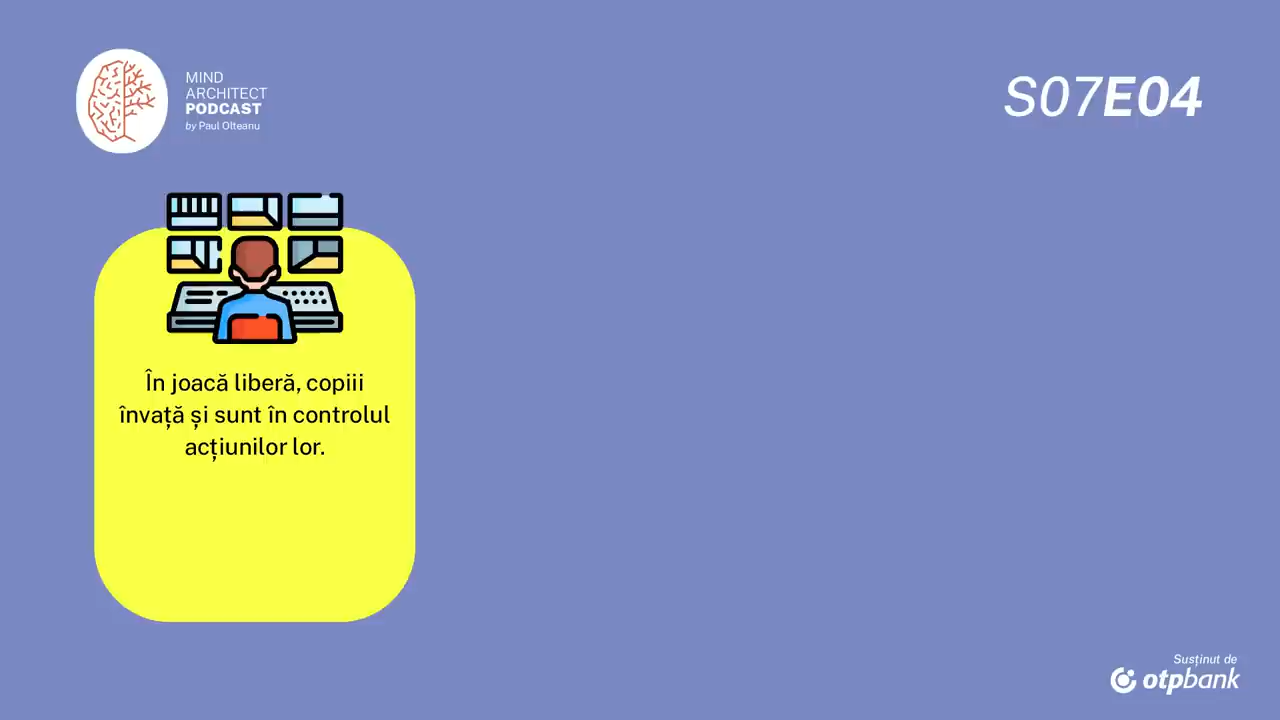 MIND
ARCHITECT
PODCAST
by Paul Olteanu
S07E04
În joacă liberă, copiii
învață și sunt în controlul
acțiunilor lor.
Susținut de
otpbank